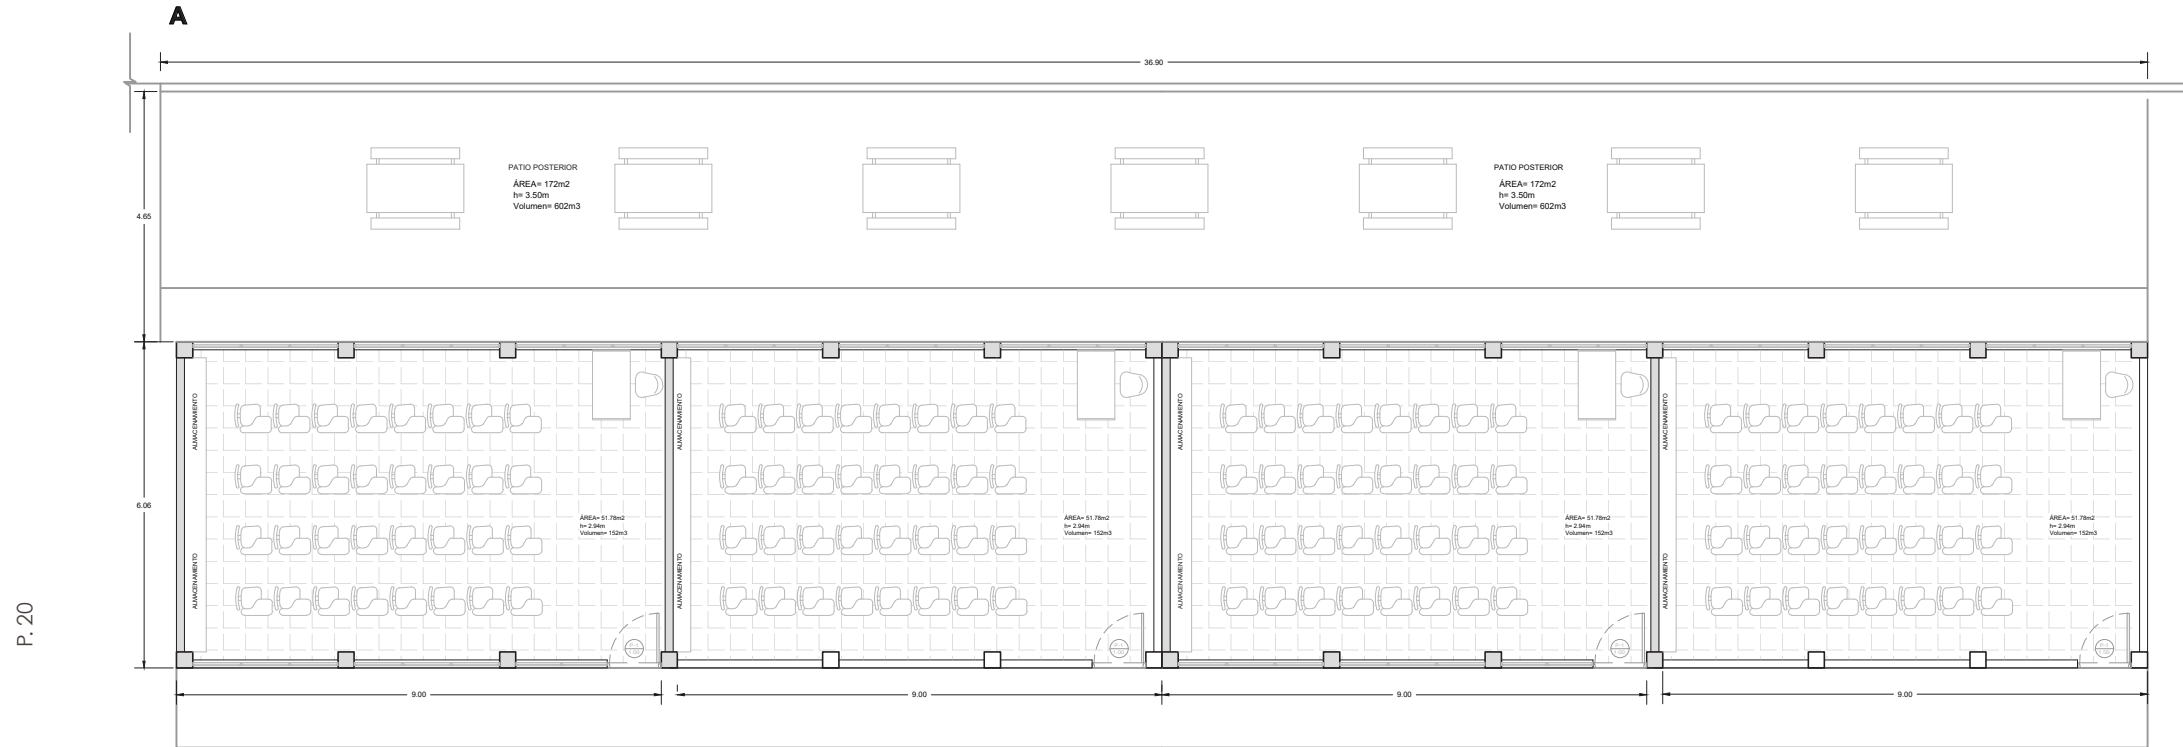 A
36.90
PATIO POSTERIOR
ÁREA= 172m2
h= 3.50m
Volumen= 602m3
PATIO POSTERIOR
ÁREA= 172m2
h= 3.50m
Volumen= 602m3
4.65
6.06
ALMACENAMIENTO
ALMACENAMIENTO
ALMACENAMIENTO
ALMACENAMIENTO
ÁREA= 51.78m2
h= 2.94m
Volumen= 152m3
ÁREA= 51.78m2
h= 2.94m
Volumen= 152m3
ÁREA= 51.78m2
h= 2.94m
Volumen= 152m3
ÁREA= 51.78m2
h= 2.94m
Volumen= 152m3
ALMACENAMIENTO
ALMACENAMIENTO
ALMACENAMIENTO
ALMACENAMIENTO
P. 20
9.00
9.00
9.00
9.00